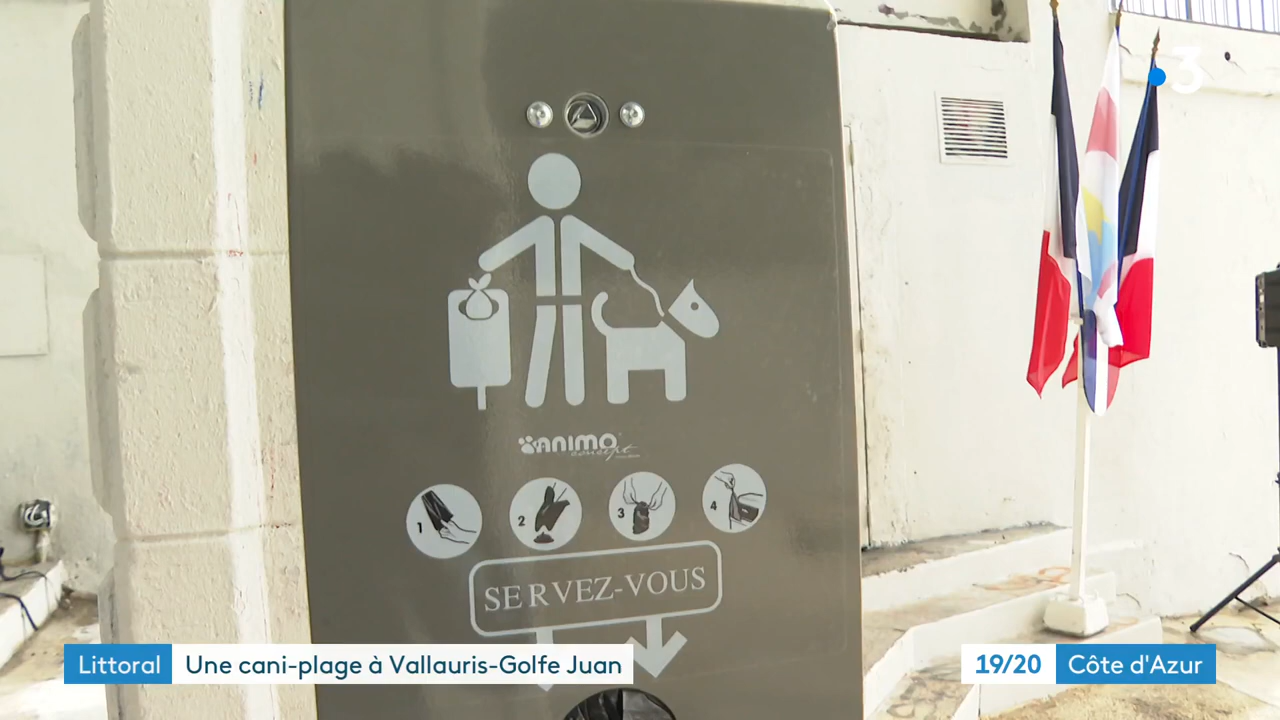 3
ANIMO
concept
1
2
3
4
SERVEZ-VOUS
Littoral
Une cani-plage à Vallauris-Golfe Juan
19/20
Côte d'Azur